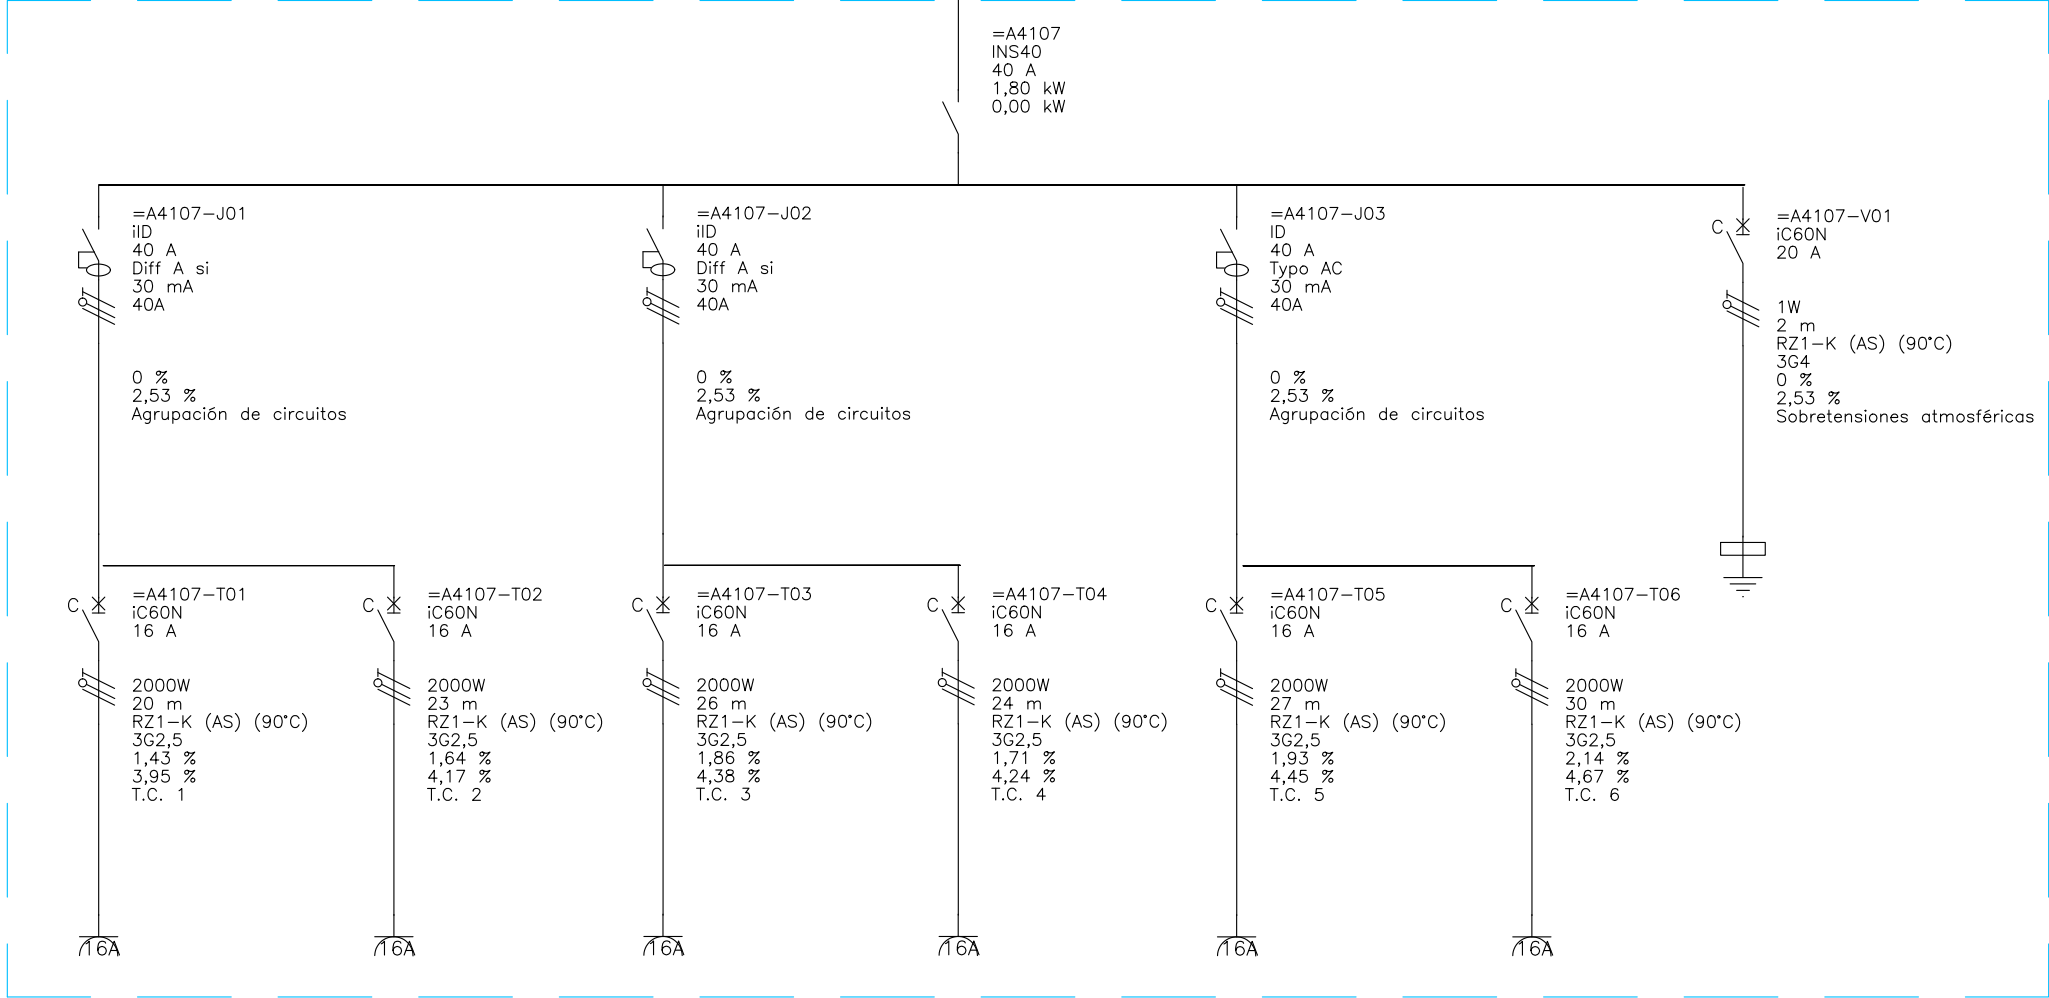 =A4107
INS40
40 A
1,80 kW
0,00 kW
=A4107-J01
iID
40 A
Diff A si
30 mA
40A
0 %
2,53 %
Agrupación de circuitos
=A4107-J02
iID
40 A
Diff A si
30 mA
40A
0 %
2,53 %
Agrupación de circuitos
=A4107-J03
ID
40 A
Typo AC
30 mA
40A
0 %
2,53 %
Agrupación de circuitos
C
=A4107-V01
iC60N
20 A
1W
2 m
RZ1-K (AS) (90°C)
3G4
0 %
2,53 %
Sobretensiones atmosféricas
C
=A4107-T01
iC60N
16 A
2000W
20 m
RZ1-K (AS) (90°C)
3G2,5
1,43 %
3,95 %
T.C. 1
16A
C
=A4107-T02
iC60N
16 A
2000W
23 m
RZ1-K (AS) (90°C)
3G2,5
1,64 %
4,17 %
T.C. 2
16A
C
=A4107-T03
iC60N
16 A
2000W
26 m
RZ1-K (AS) (90°C)
3G2,5
1,86 %
4,38 %
T.C. 3
16A
C
=A4107-T04
iC60N
16 A
2000W
24 m
RZ1-K (AS) (90°C)
3G2,5
1,71 %
4,24 %
T.C. 4
16A
C
=A4107-T05
iC60N
16 A
2000W
27 m
RZ1-K (AS) (90°C)
3G2,5
1,93 %
4,45 %
T.C. 5
16A
C
=A4107-T06
iC60N
16 A
2000W
30 m
RZ1-K (AS) (90°C)
3G2,5
2,14 %
4,67 %
T.C. 6
16A